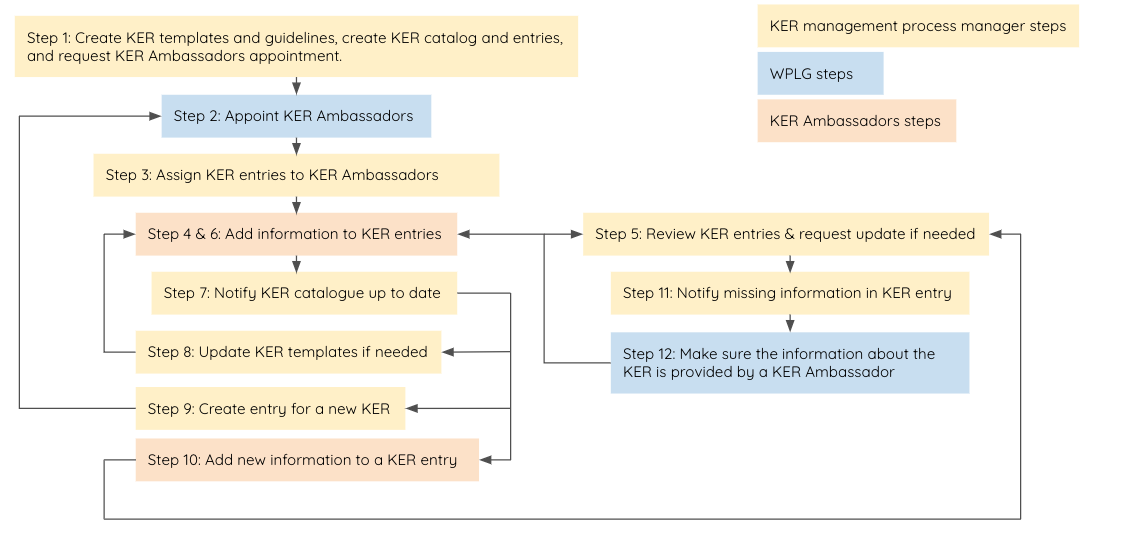 Step 1: Create KER templates and guidelines, create KER catalog and entries,
and request KER Ambassadors appointment.
KER management process manager steps
WPLG steps
KER Ambassadors steps
Step 2: Appoint KER Ambassadors
Step 3: Assign KER entries to KER Ambassadors
Step 4 & 6: Add information to KER entries
Step 5: Review KER entries & request update if needed
Step 7: Notify KER catalogue up to date
Step 11: Notify missing information in KER entry
Step 8: Update KER templates if needed
Step 12: Make sure the information about the
KER is provided by a KER Ambassador
Step 9: Create entry for a new KER
Step 10: Add new information to a KER entry